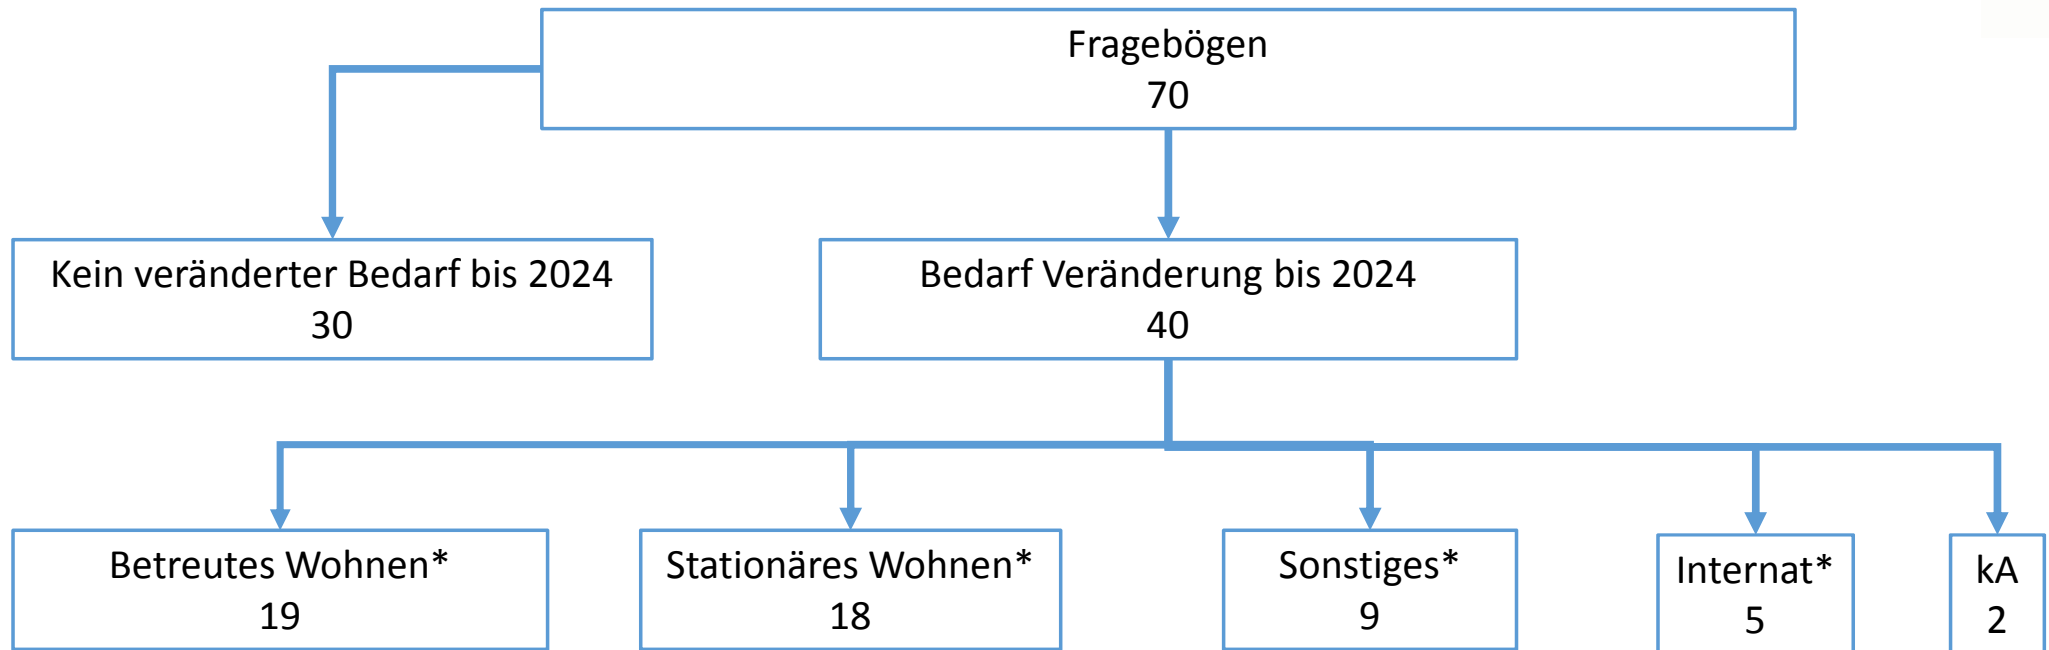 Fragebögen
70
Kein veränderter Bedarf bis 2024
30
Bedarf Veränderung bis 2024
40
Betreutes Wohnen*
19
Stationäres Wohnen*
18
Sonstiges*
9
Internat*
5
kA
2